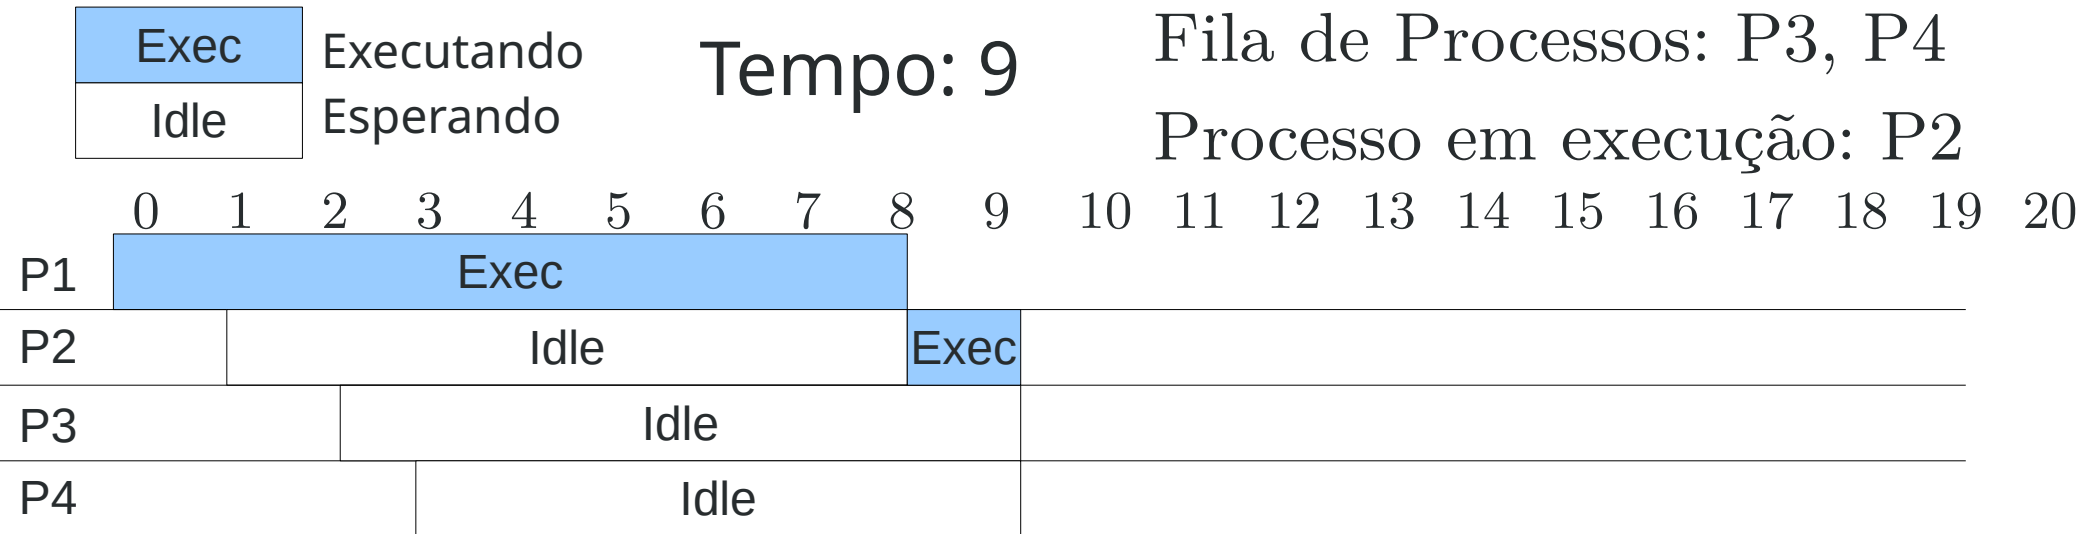 Exec Executando
Idle Esperando
Tempo: 9
Fila de Processos: P3, P4
Processo em execução: P2
0 1 2 3 4 5 6 7 8 9 10 11 12 13 14 15 16 17 18 19 20
P1 Exec
P2 Idle Exec
P3 Idle
P4 Idle